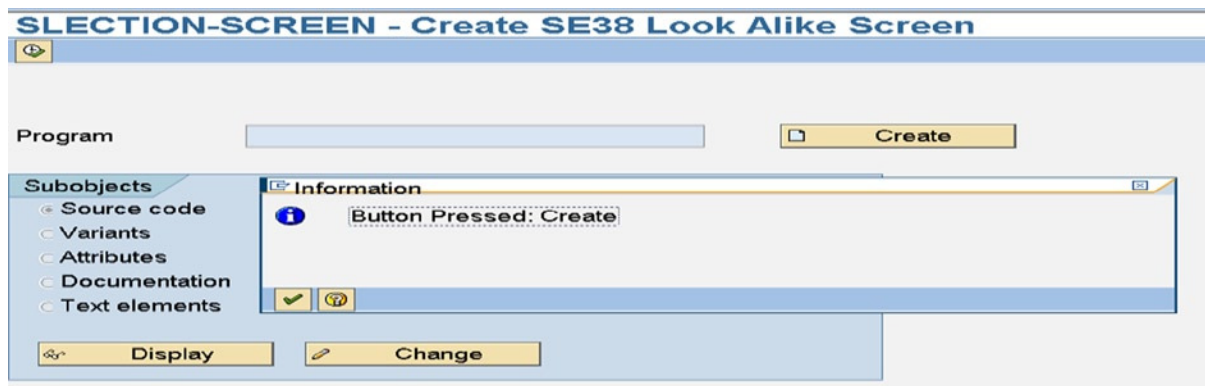 SLECTION-SCREEN - Create SE38 Look Alike Screen
Program
Create
Subobjects
Information
Source code
Button Pressed: Create
Variants
Attributes
Documentation
Text elements
Display
Change